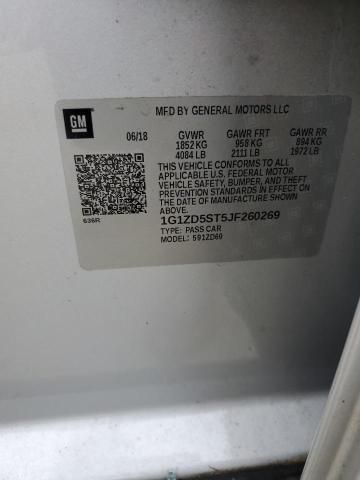 GM
MFD BY GENERAL MOTORS LLC
06/18 GVWR GAWR FRT GAWR RR
1852 KG 958 KG 894 KG
4084 LB 2111 LB 1972 LB
THIS VEHICLE CONFORMS TO ALL
APPLICABLE U.S. FEDERAL MOTOR
VEHICLE SAFETY, BUMPER, AND THEFT
PREVENTION STANDARDS IN EFFECT ON
THE DATE OF MANUFACTURE SHOWN
ABOVE.
636R
1G1ZD5ST5JF260269
TYPE: PASS CAR
MODEL: 591ZD69